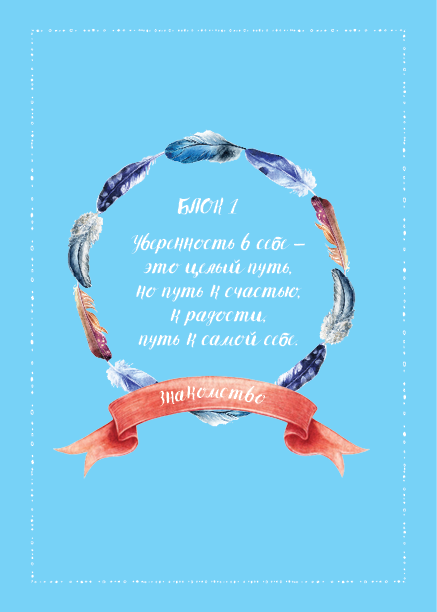 БЛОК 1
Уверенность в себе –
это целый путь,
но путь к счастью,
к радости,
путь к самой себе.
Знакомство